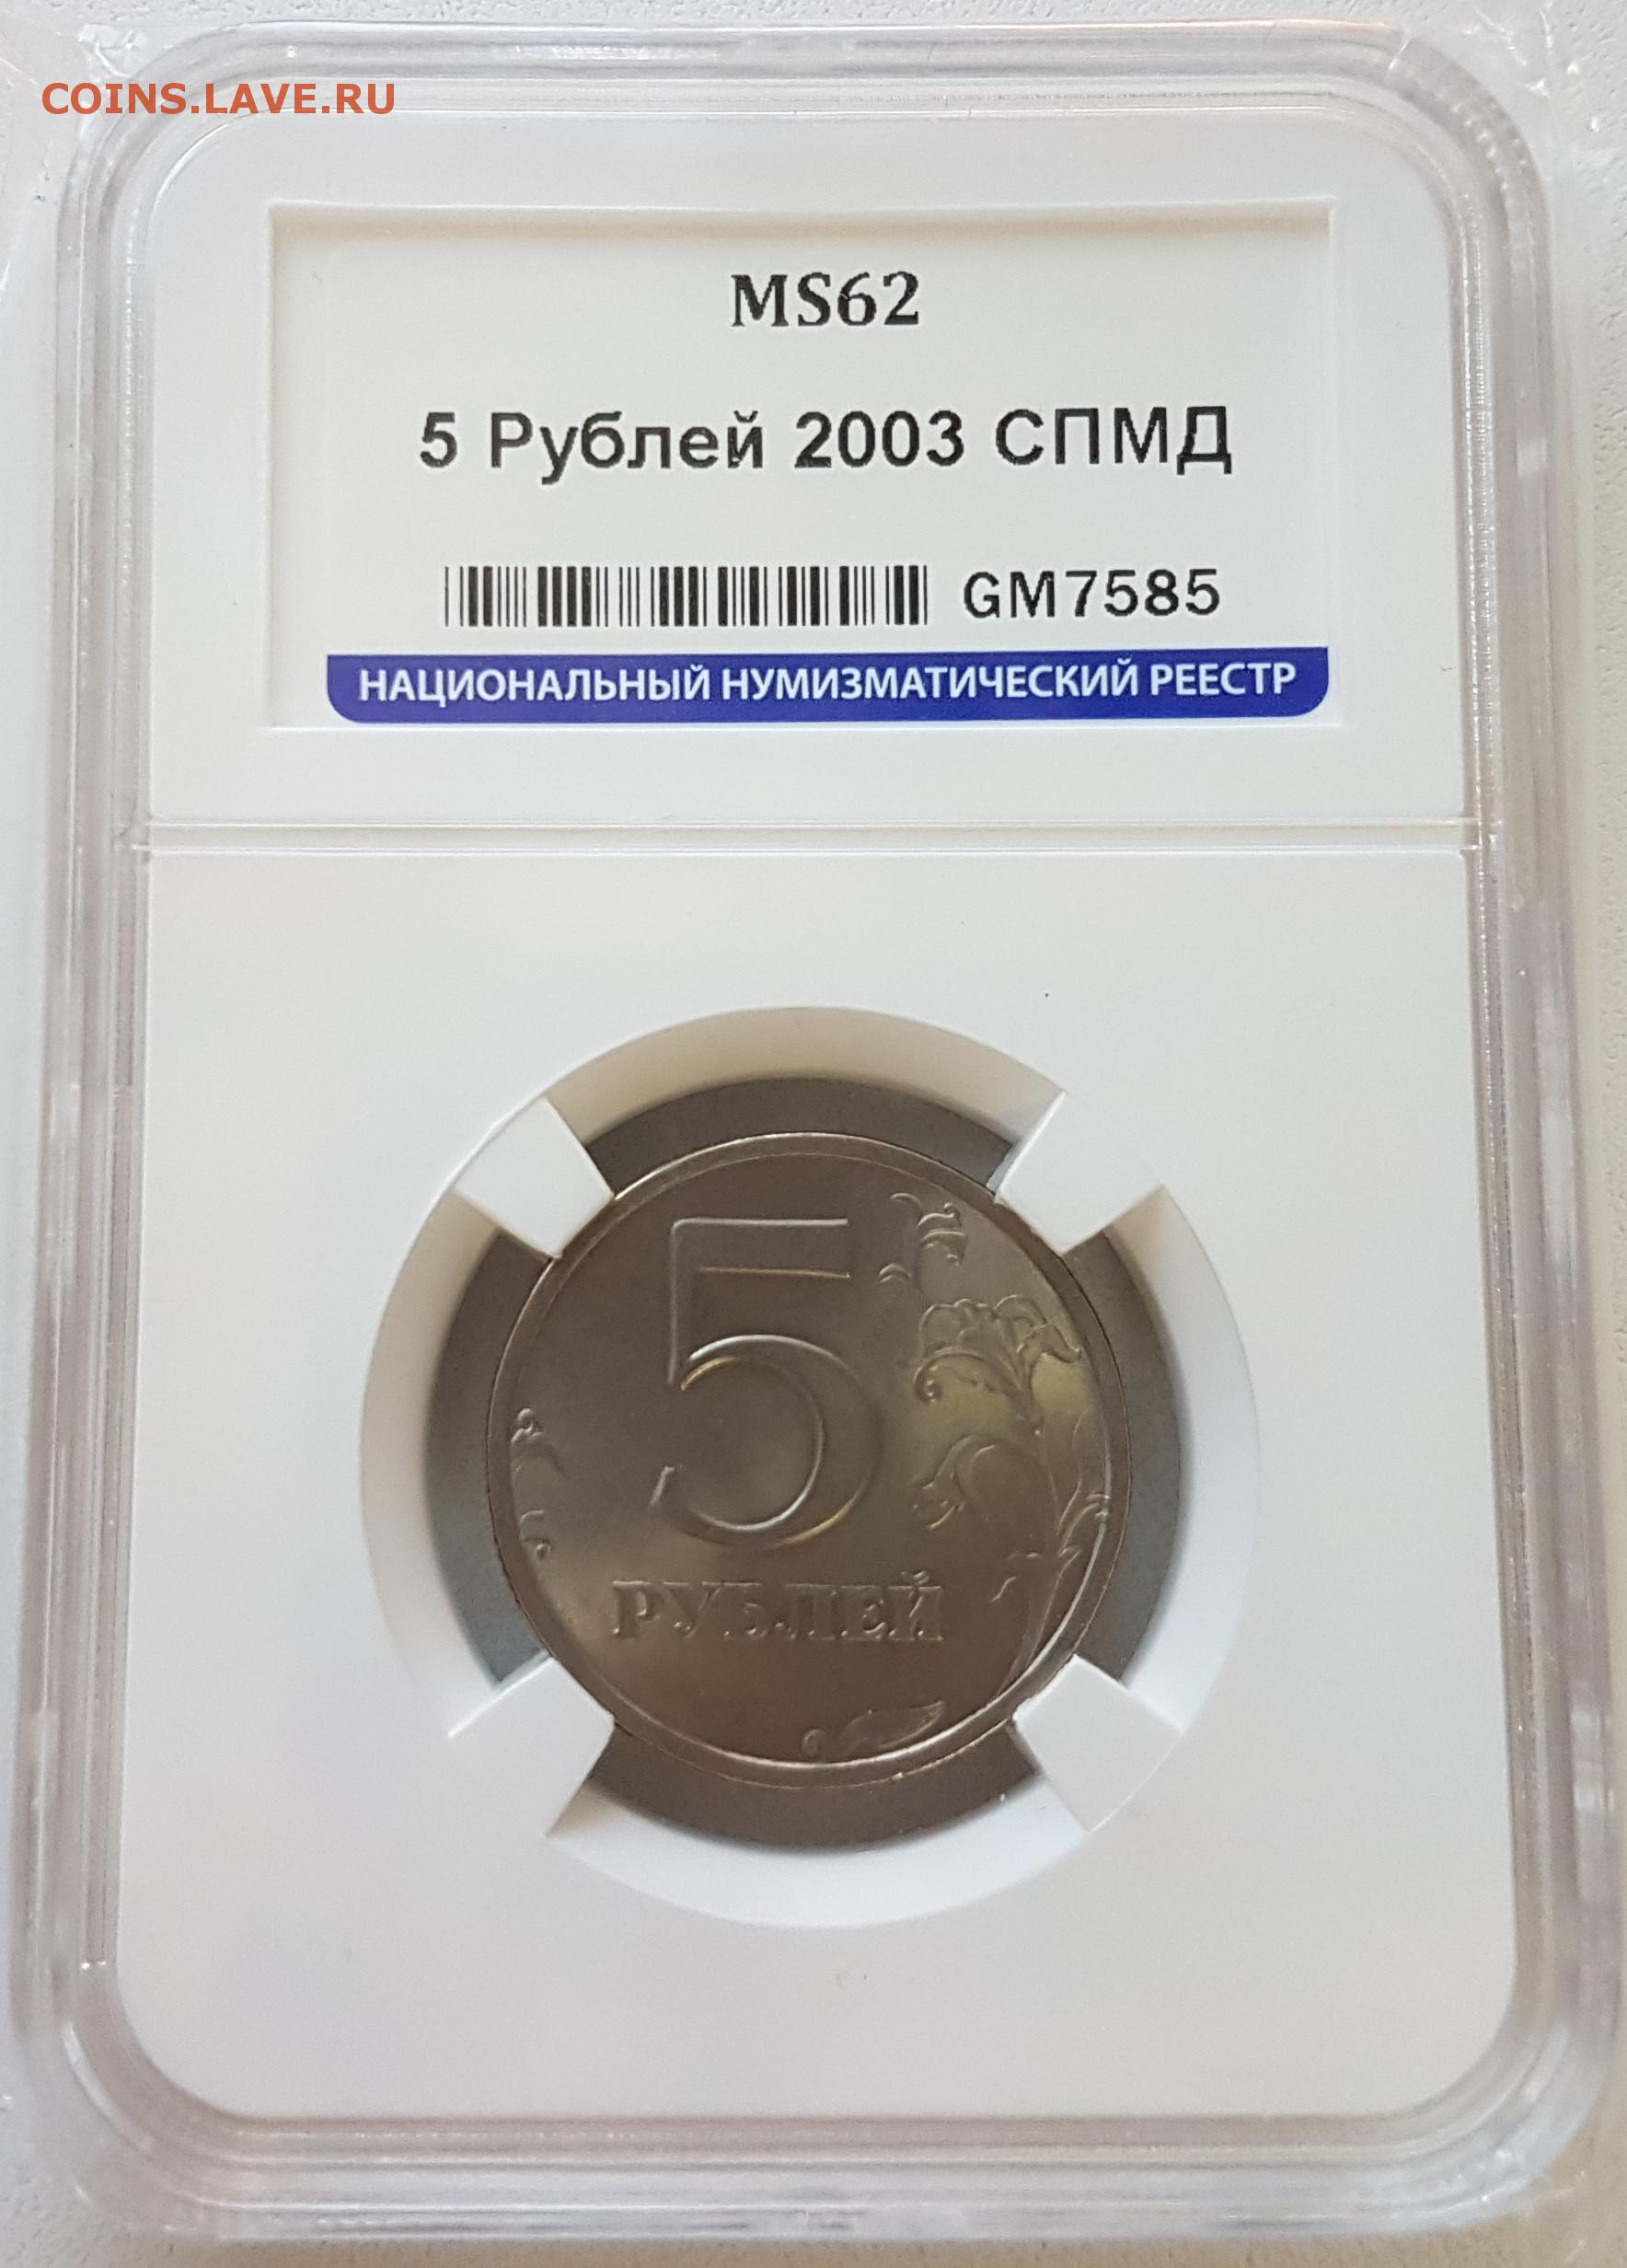 COINS.LAVE.RU
MS62
5 Рублей 2003 СПМД
GM7585
НАЦИОНАЛЬНЫЙ НУМИЗМАТИЧЕСКИЙ РЕЕСТР
5
РУБЛЕЙ